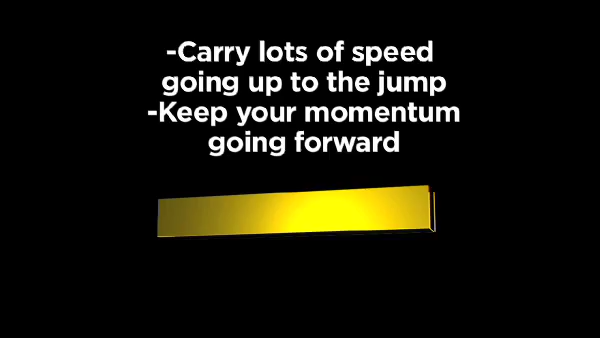 -Carry lots of speed
going up to the jump
-Keep your momentum
going forward